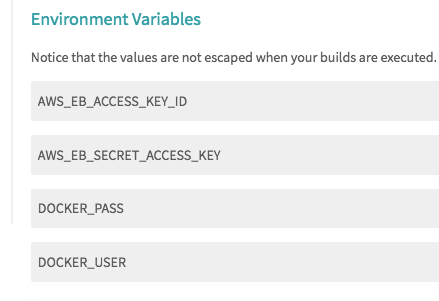 Environment Variables
Notice that the values are not escaped when your builds are executed.
AWS_EB_ACCESS_KEY_ID
AWS_EB_SECRET_ACCESS_KEY
DOCKER_PASS
DOCKER_USER